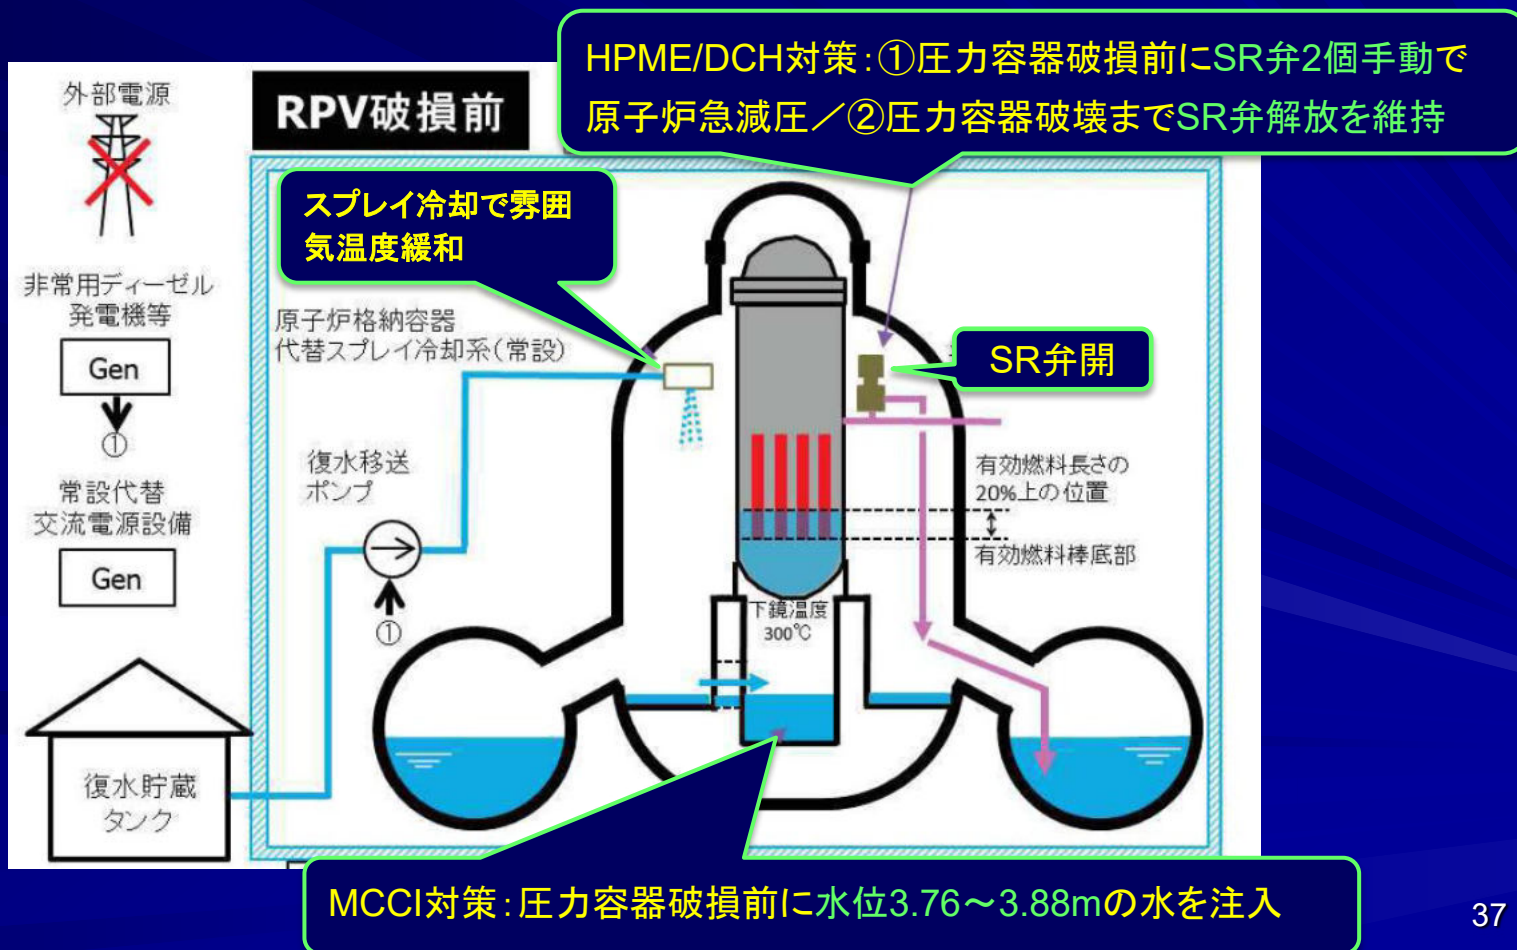 HPME/DCH対策:①圧力容器破損前にSR弁2個手動で
原子炉急減圧/②圧力容器破壊までSR弁解放を維持
外部電源
RPV破損前
スプレイ冷却で雰囲
気温度緩和
非常用ディーゼル
発電機等
Gen
①
原子炉格納容器
代替スプレイ冷却系(常設)
SR弁開
常設代替
交流電源設備
Gen
復水移送
ポンプ
①
有効燃料長さの
20%上の位置
有効燃料棒底部
下鏡温度
300℃
復水貯蔵
タンク
MCCI対策:圧力容器破損前に水位3.76~3.88mの水を注入
37